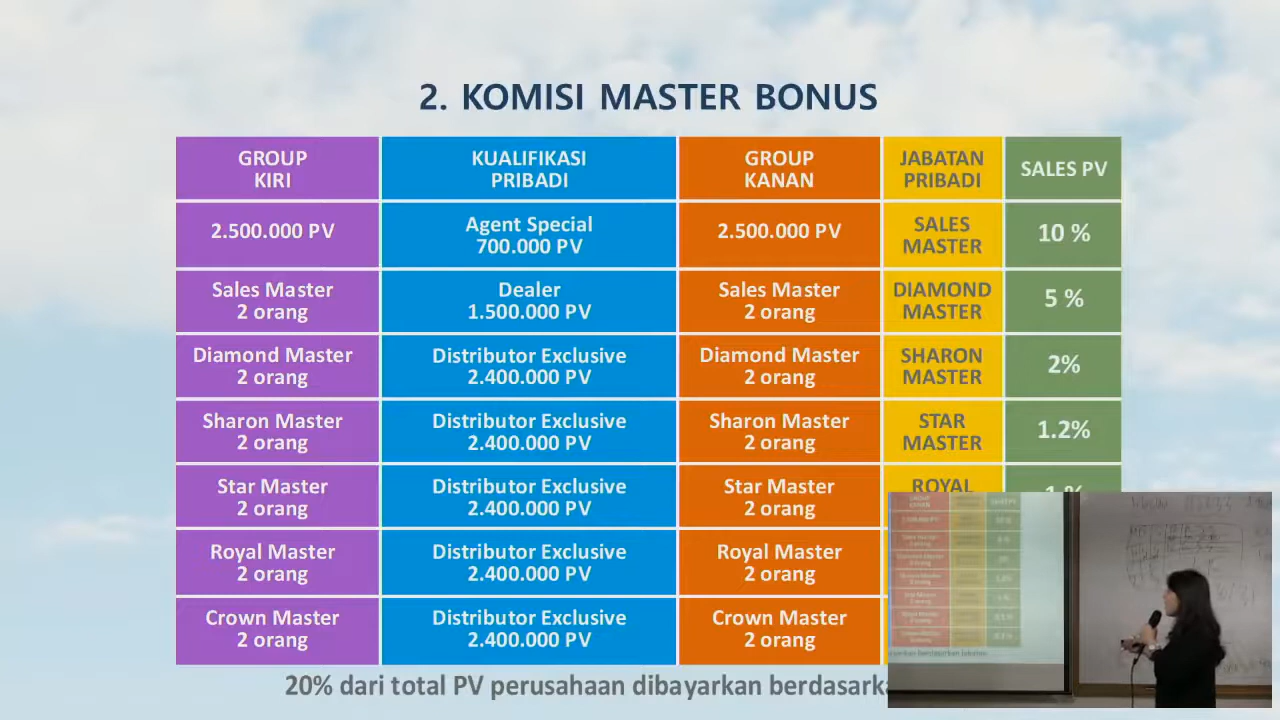 2. KOMISI MASTER BONUS
GROUP
KIRI
KUALIFIKASI
PRIBADI
GROUP
KANAN
JABATAN
PRIBADI
SALES PV
2.500.000 PV
Agent Special
700.000 PV
2.500.000 PV
SALES
MASTER
10 %
Sales Master
2 orang
Dealer
1.500.000 PV
Sales Master
2 orang
DIAMOND
MASTER
5 %
Diamond Master
2 orang
Distributor Exclusive
2.400.000 PV
Diamond Master
2 orang
SHARON
MASTER
2%
Sharon Master
2 orang
Distributor Exclusive
2.400.000 PV
Sharon Master
2 orang
STAR
MASTER
1.2%
Star Master
2 orang
Distributor Exclusive
2.400.000 PV
Star Master
2 orang
ROYAL
Royal Master
2 orang
Distributor Exclusive
2.400.000 PV
Royal Master
2 orang
Crown Master
2 orang
Distributor Exclusive
2.400.000 PV
Crown Master
2 orang
20% dari total PV perusahaan dibayarkan